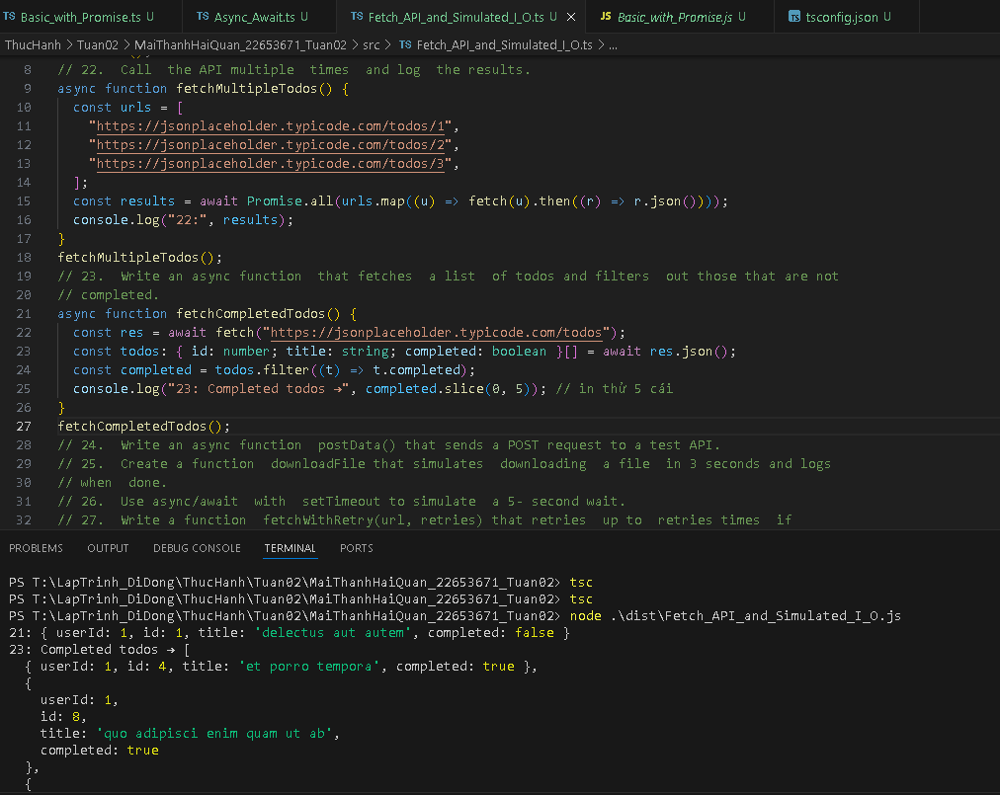 Basic_with_Promise.ts U
TS Async_Await.ts U
TS Fetch_API_and_Simulated_I_O.ts U ×
JS Basic_with_Promise.js U
TS tsconfig.json U
ThucHanh > Tuan02 > MaiThanhHaiQuan_22653671_Tuan02 > src > TS Fetch_API_and_Simulated_I_O.ts > ...
8 // 22. Call the API multiple times and log the results.
9 async function fetchMultipleTodos() {
10 const urls = [
11 "https://jsonplaceholder.typicode.com/todos/1",
12 "https://jsonplaceholder.typicode.com/todos/2",
13 "https://jsonplaceholder.typicode.com/todos/3",
14 ];
15 const results = await Promise.all(urls.map((u) => fetch(u).then((r) => r.json())));
16 console.log("22:", results);
17 }
18 fetchMultipleTodos();
19 // 23. Write an async function that fetches a list of todos and filters out those that are not
20 // completed.
21 async function fetchCompletedTodos() {
22 const res = await fetch("https://jsonplaceholder.typicode.com/todos");
23 const todos: { id: number; title: string; completed: boolean }[] = await res.json();
24 const completed = todos.filter((t) => t.completed);
25 console.log("23: Completed todos →", completed.slice(0, 5)); // in thử 5 cái
26 }
27 fetchCompletedTodos();
28 // 24. Write an async function postData() that sends a POST request to a test API.
29 // 25. Create a function downloadFile that simulates downloading a file in 3 seconds and logs
30 // when done.
31 // 26. Use async/await with setTimeout to simulate a 5- second wait.
32 // 27. Write a function fetchWithRetry(url, retries) that retries up to retries times if
PROBLEMS OUTPUT DEBUG CONSOLE TERMINAL PORTS
PS T:\LapTrinh_DiDong\ThucHanh\Tuan02\MaiThanhHaiQuan_22653671_Tuan02> tsc
PS T:\LapTrinh_DiDong\ThucHanh\Tuan02\MaiThanhHaiQuan_22653671_Tuan02> tsc
PS T:\LapTrinh_DiDong\ThucHanh\Tuan02\MaiThanhHaiQuan_22653671_Tuan02> node .\dist\Fetch_API_and_Simulated_I_O.js
21: { userId: 1, id: 1, title: 'delectus aut autem', completed: false }
23: Completed todos → [
{ userId: 1, id: 4, title: 'et porro tempora', completed: true },
{
userId: 1,
id: 8,
title: 'quo adipisci enim quam ut ab',
completed: true
},
{